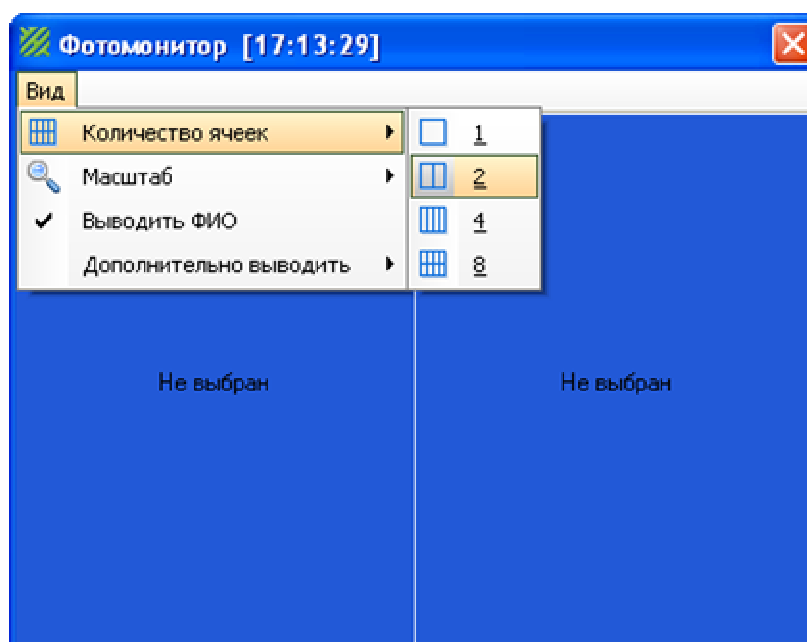 Фотомонитор [17:13:29]
Вид
Количество ячеек
1
Масштаб
2
Выводить ФИО
4
Дополнительно выводить
8
Не выбран
Не выбран